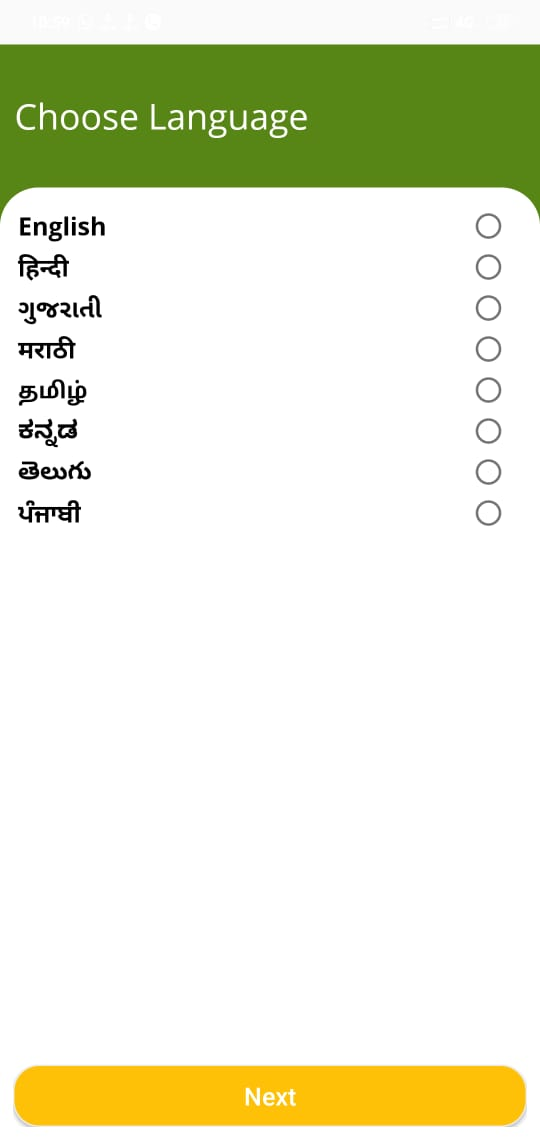 Choose Language
English
हिन्दी
ગુજરાતી
मराठी
தமிழ்
ಕನ್ನಡ
తెలుగు
ਪੰਜਾਬੀ
Next